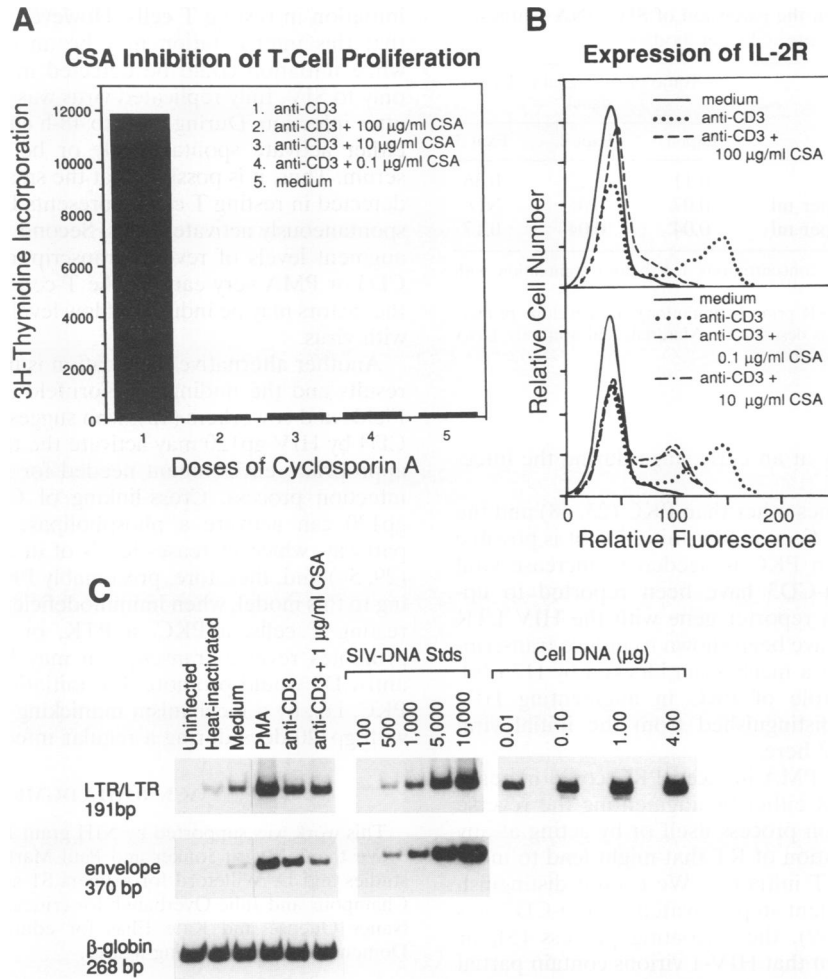 A
CSA Inhibition of T-Cell Proliferation
3H-Thymidine Incorporation
12000
10000
8000
6000
4000
2000
0
1. anti-CD3
2. anti-CD3 + 100 µg/ml CSA
3. anti-CD3 + 10 µg/ml CSA
4. anti-CD3 + 0.1 µg/ml CSA
5. medium
1 2 3 4 5
Doses of Cyclosporin A
B
Expression of IL-2R
Relative Cell Number
medium
anti-CD3
anti-CD3 +
100 µg/ml CSA
medium
anti-CD3
anti-CD3 +
0.1 µg/ml CSA
anti-CD3 +
10 µg/ml CSA
0 100 200
Relative Fluorescence
C
Uninfected
Heat-inactivated
Medium
PMA
anti-CD3
anti-CD3 + 1 µg/ml CSA
SIV-DNA Stds
100
500
1,000
5,000
10,000
Cell DNA (µg)
0.01
0.10
1.00
4.00
LTR/LTR
191bp
envelope
370 bp
β-globin
268 bp